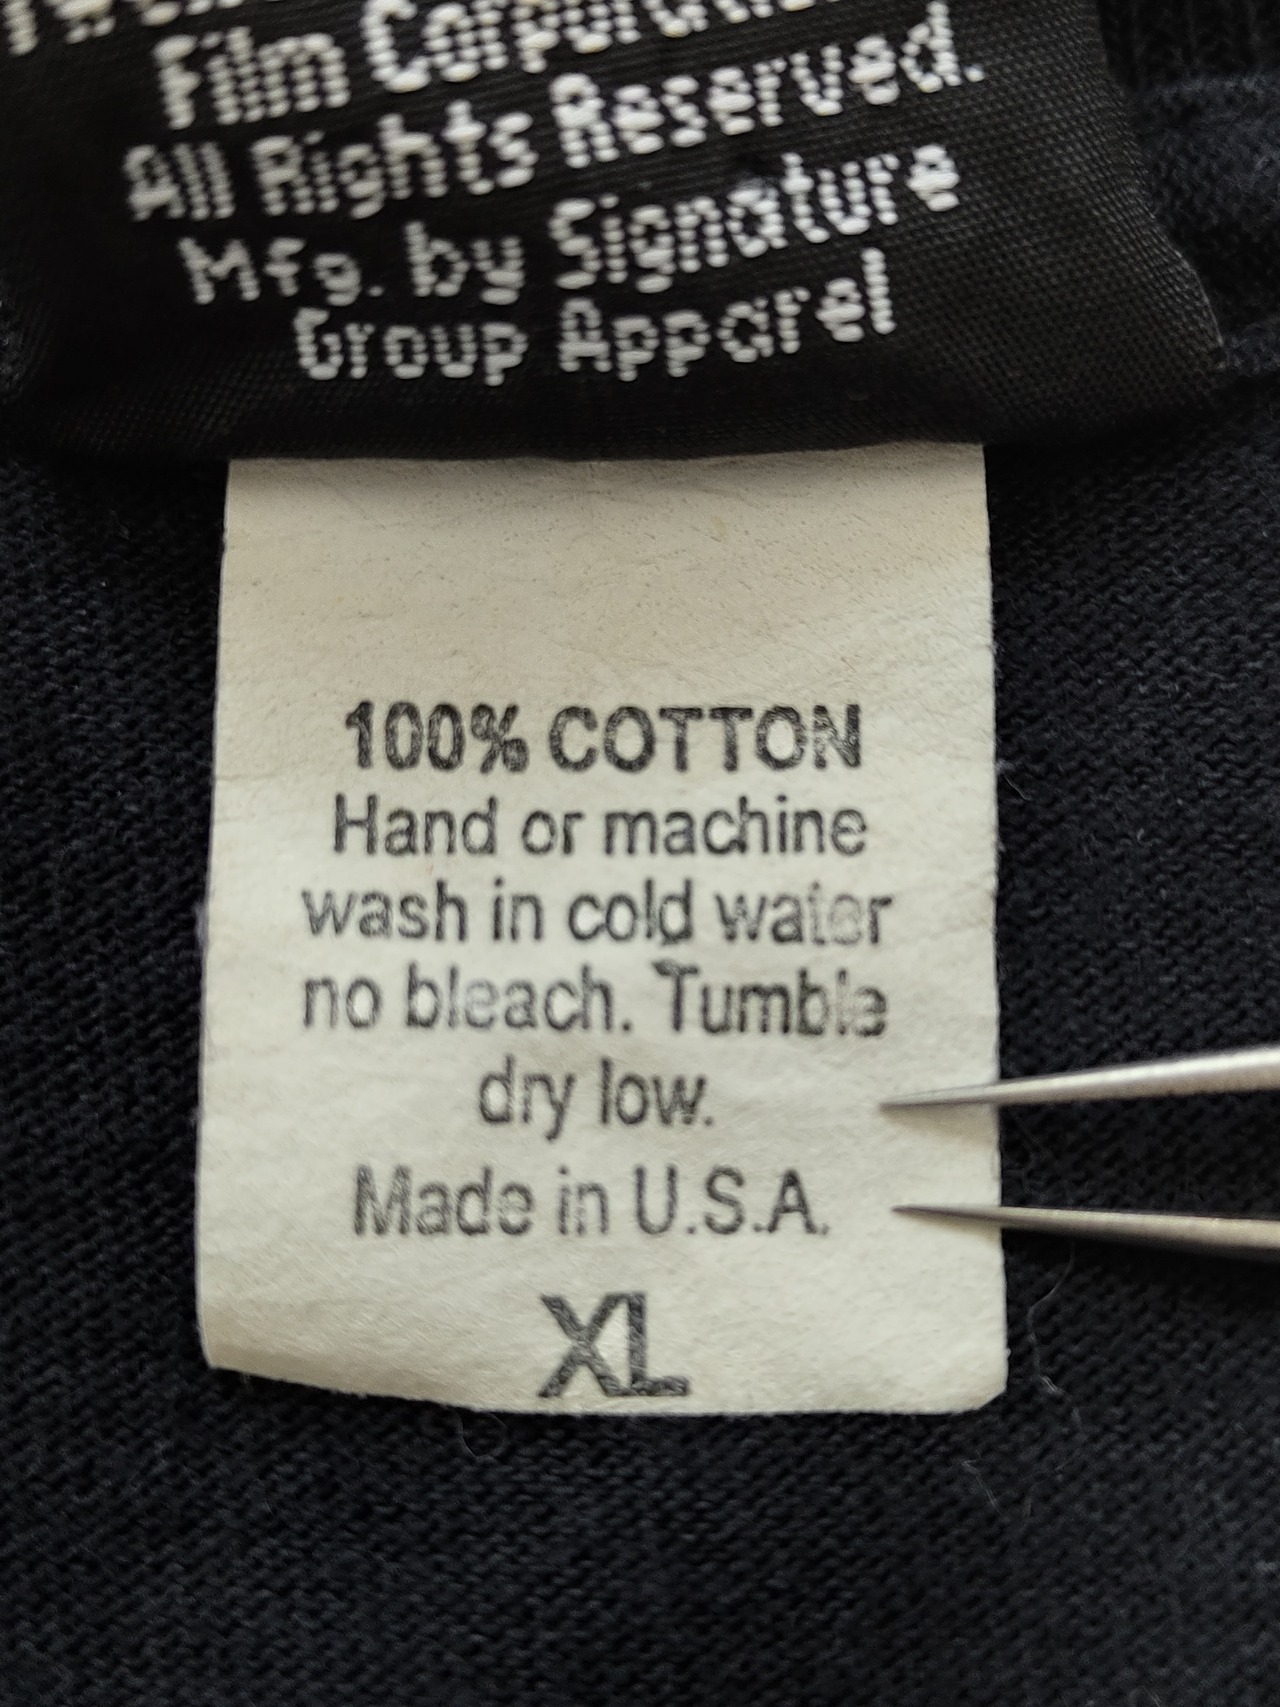 Film Corporation
All Rights Reserved.
Mfg. by Signature
Group Apparel
100% COTTON
Hand or machine
wash in cold water
no bleach. Tumble
dry low.
Made in U.S.A.
XL